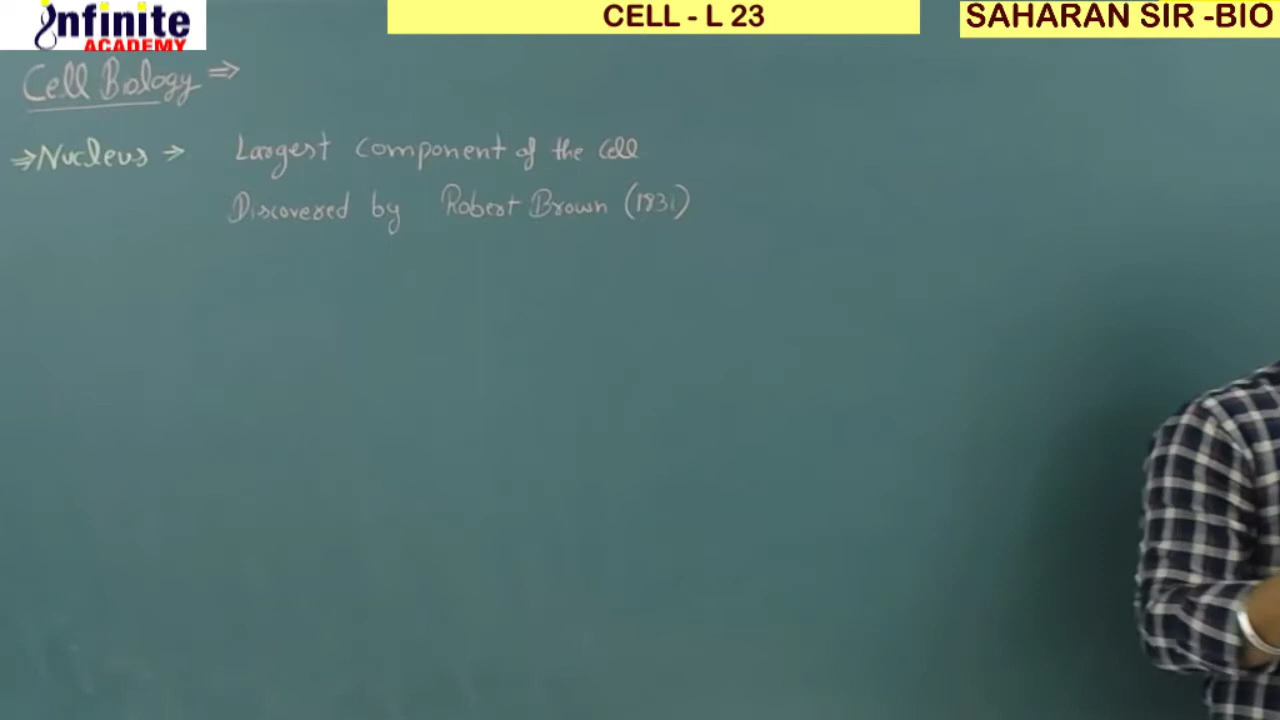 infinite
ACADEMY
CELL - L 23
SAHARAN SIR -BIO
Cell Biology ⇒
⇒ Nucleus → Largest component of the cell
Discovered by Robert Brown (1831)